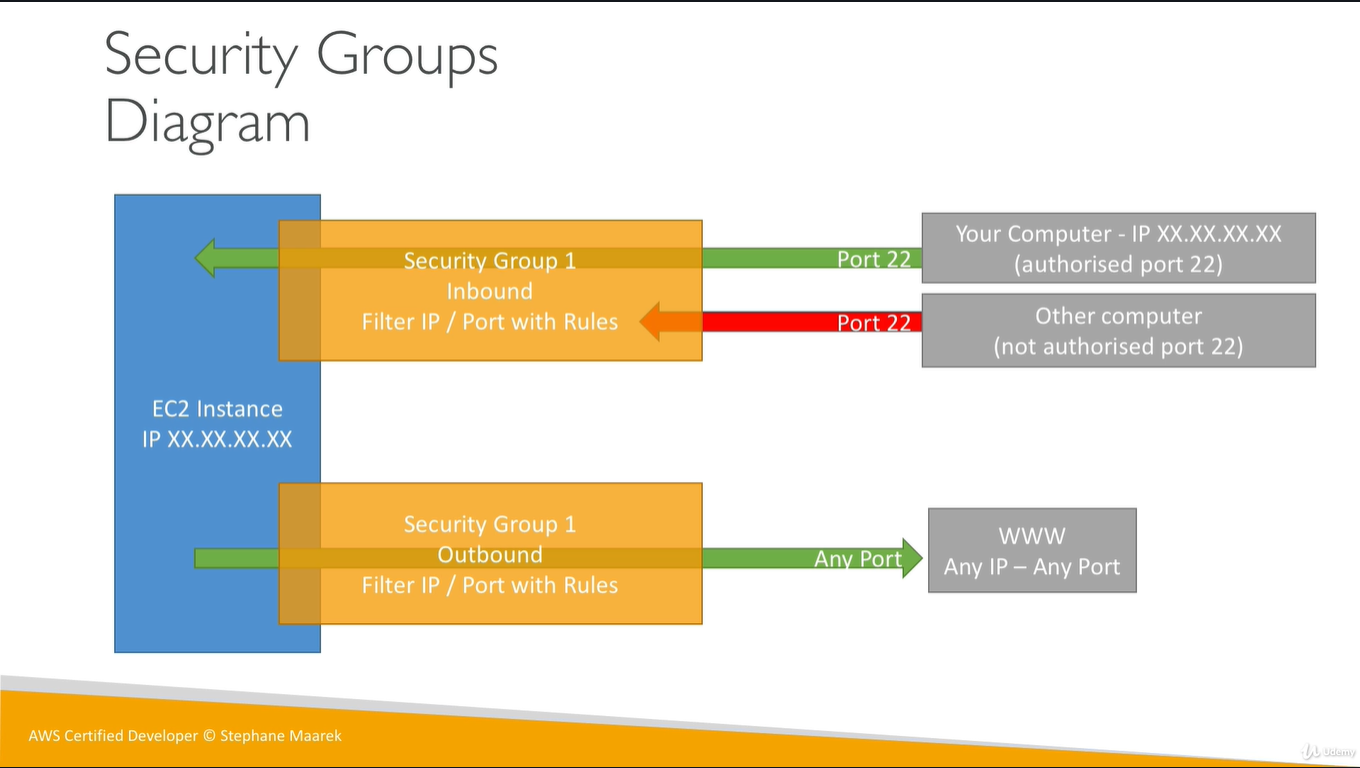 Security Groups
Diagram
Security Group 1
Inbound
Filter IP / Port with Rules
Port 22
Port 22
Your Computer - IP XX.XX.XX.XX
(authorised port 22)
Other computer
(not authorised port 22)
EC2 Instance
IP XX.XX.XX.XX
Security Group 1
Outbound
Filter IP / Port with Rules
Any Port
WWW
Any IP – Any Port
AWS Certified Developer © Stephane Maarek
Udemy